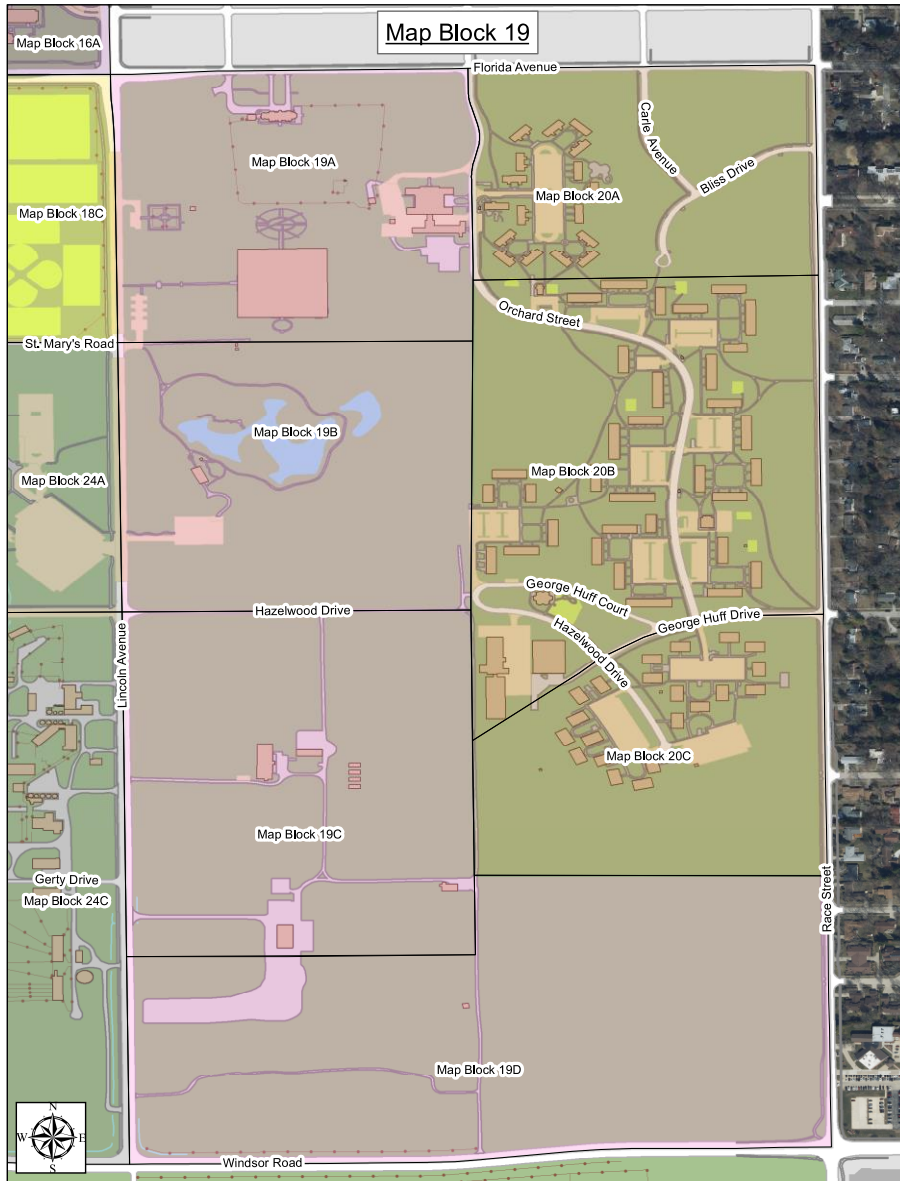 Map Block 19
Map Block 16A
Florida Avenue
Carle Avenue
Map Block 19A
Bliss Drive
Map Block 20A
Map Block 18C
Orchard Street
St. Mary's Road
Map Block 19B
Map Block 20B
Map Block 24A
George Huff Court
Hazelwood Drive
George Huff Drive
Hazelwood Drive
Lincoln Avenue
Map Block 20C
Map Block 19C
Gerty Drive
Map Block 24C
Race Street
Map Block 19D
N
W E
S
Windsor Road